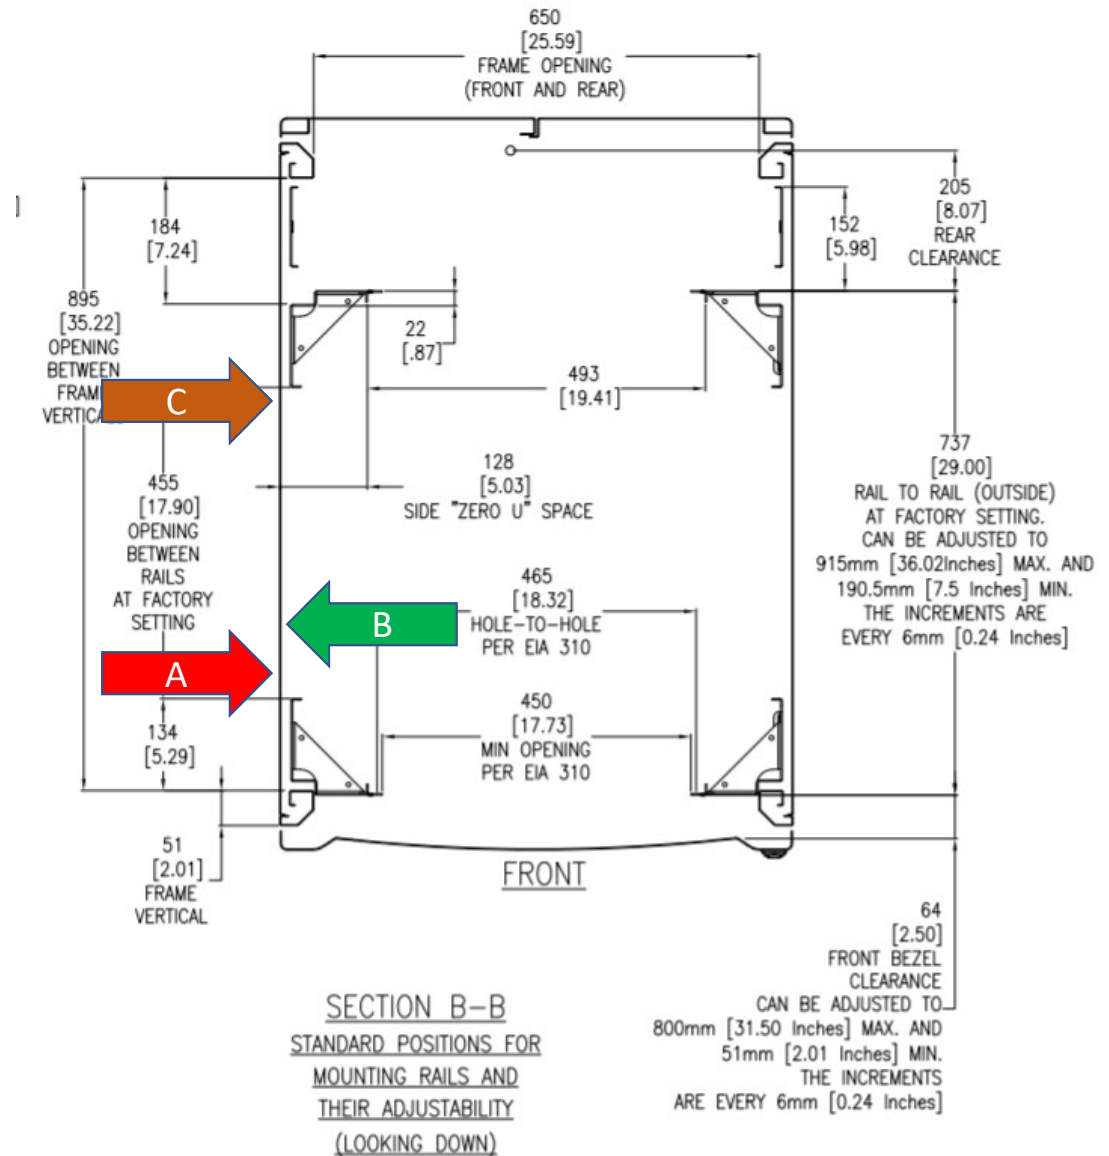 650
[25.59]
FRAME OPENING
(FRONT AND REAR)
184
[7.24]
205
[8.07]
REAR
CLEARANCE
152
[5.98]
895
[35.22]
OPENING
BETWEEN
FRAM
VERTICA
22
[.87]
493
[19.41]
C
455
[17.90]
OPENING
BETWEEN
RAILS
AT FACTORY
SETTING
128
[5.03]
SIDE "ZERO U" SPACE
737
[29.00]
RAIL TO RAIL (OUTSIDE)
AT FACTORY SETTING.
CAN BE ADJUSTED TO
915mm [36.02Inches] MAX. AND
190.5mm [7.5 Inches] MIN.
THE INCREMENTS ARE
EVERY 6mm [0.24 Inches]
465
[18.32]
HOLE-TO-HOLE
PER EIA 310
B
A
450
[17.73]
MIN OPENING
PER EIA 310
134
[5.29]
51
[2.01]
FRAME
VERTICAL
FRONT
64
[2.50]
FRONT BEZEL
CLEARANCE
CAN BE ADJUSTED TO
800mm [31.50 Inches] MAX. AND
51mm [2.01 Inches] MIN.
THE INCREMENTS
ARE EVERY 6mm [0.24 Inches]
SECTION B-B
STANDARD POSITIONS FOR
MOUNTING RAILS AND
THEIR ADJUSTABILITY
(LOOKING DOWN)